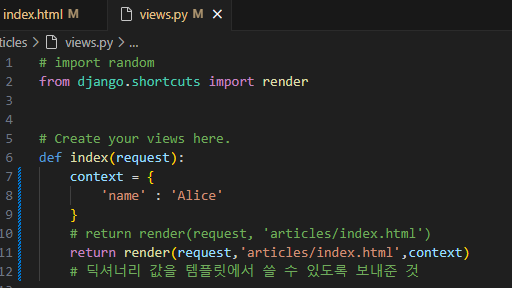 index.html M views.py M ×
ticles > views.py > ...
1 # import random
2 from django.shortcuts import render
3
4
5 # Create your views here.
6 def index(request):
7 context = {
8 'name' : 'Alice'
9 }
10 # return render(request, 'articles/index.html')
11 return render(request,'articles/index.html',context)
12 # 딕셔너리 값을 템플릿에서 쓸 수 있도록 보내준 것